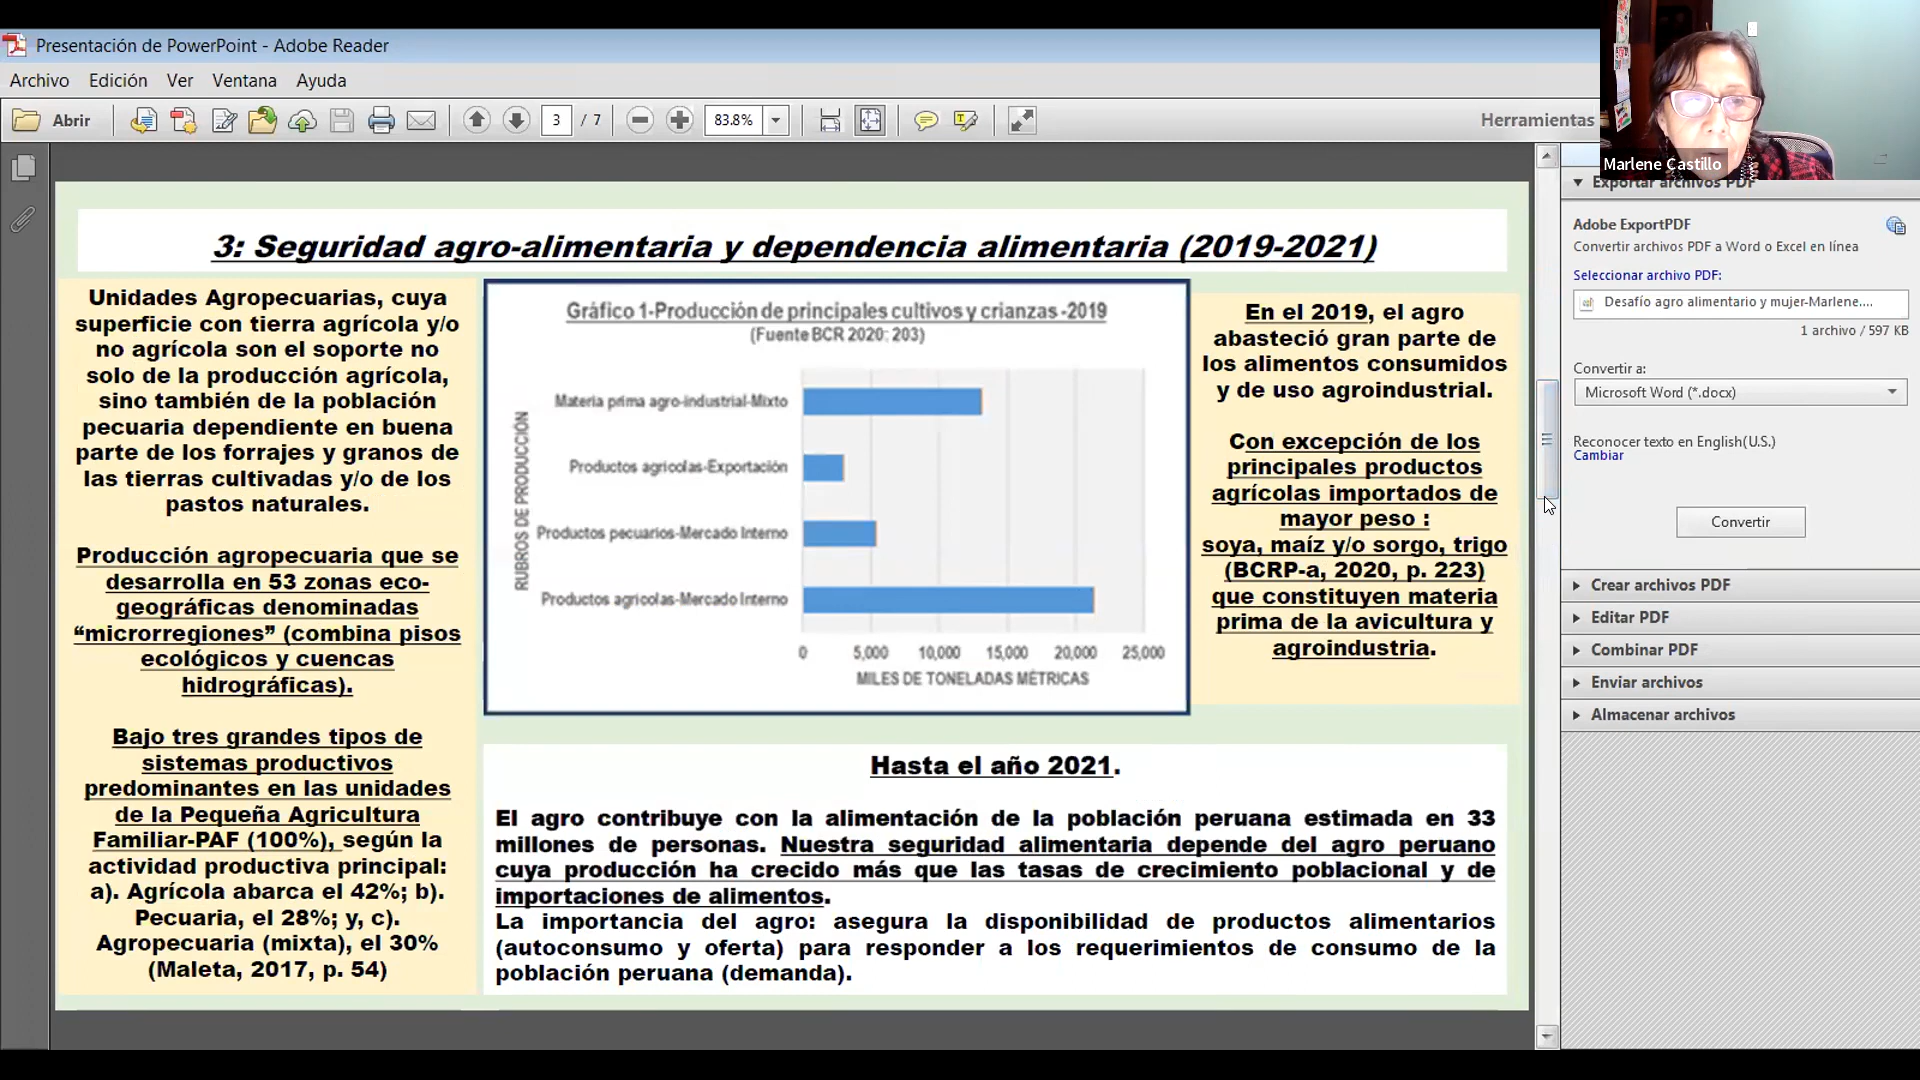 Presentación de PowerPoint - Adobe Reader
Archivo Edición Ver Ventana Ayuda
Abrir
3 / 7
83.8%
Herramientas
Marlene Castillo
3: Seguridad agro-alimentaria y dependencia alimentaria (2019-2021)
Unidades Agropecuarias, cuya
superficie con tierra agrícola y/o
no agrícola son el soporte no
solo de la producción agrícola,
sino también de la población
pecuaria dependiente en buena
parte de los forrajes y granos de
las tierras cultivadas y/o de los
pastos naturales.
Producción agropecuaria que se
desarrolla en 53 zonas eco-
geográficas denominadas
“microrregiones” (combina pisos
ecológicos y cuencas
hidrográficas).
Bajo tres grandes tipos de
sistemas productivos
predominantes en las unidades
de la Pequeña Agricultura
Familiar-PAF (100%), según la
actividad productiva principal:
a). Agrícola abarca el 42%; b).
Pecuaria, el 28%; y, c).
Agropecuaria (mixta), el 30%
(Maleta, 2017, p. 54)
Gráfico 1-Producción de principales cultivos y crianzas -2019
(Fuente BCR 2020: 203)
RUBROS DE PRODUCCIÓN
Materia prima agro-industrial-Mixto
Productos agricolas-Exportación
Productos pecuarios-Mercado Interno
Productos agricolas-Mercado Interno
0 5,000 10,000 15,000 20,000 25,000
MILES DE TONELADAS MÉTRICAS
En el 2019, el agro
abasteció gran parte de
los alimentos consumidos
y de uso agroindustrial.
Con excepción de los
principales productos
agrícolas importados de
mayor peso :
soya, maíz y/o sorgo, trigo
(BCRP-a, 2020, p. 223)
que constituyen materia
prima de la avicultura y
agroindustria.
Hasta el año 2021.
El agro contribuye con la alimentación de la población peruana estimada en 33
millones de personas. Nuestra seguridad alimentaria depende del agro peruano
cuya producción ha crecido más que las tasas de crecimiento poblacional y de
importaciones de alimentos.
La importancia del agro: asegura la disponibilidad de productos alimentarios
(autoconsumo y oferta) para responder a los requerimientos de consumo de la
población peruana (demanda).
Exportar archivos PDF
Adobe ExportPDF
Convertir archivos PDF a Word o Excel en línea
Seleccionar archivo PDF:
Desafío agro alimentario y mujer-Marlene....
1 archivo / 597 KB
Convertir a:
Microsoft Word (*.docx)
Reconocer texto en English(U.S.)
Cambiar
Convertir
Crear archivos PDF
Editar PDF
Combinar PDF
Enviar archivos
Almacenar archivos